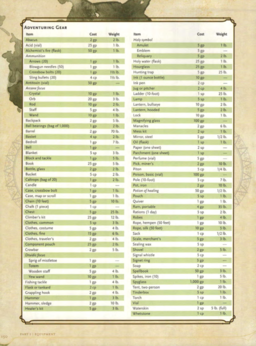 ADVENTURING GEAR
Item Cost Weight
Abacus 2 gp 2 lb.
Acid (vial) 25 gp 1 lb.
Alchemist's fire (flask) 50 gp 1 lb.
Ammunition
Arrows (20) 1 gp 1 lb.
Blowgun needles (50) 1 gp 1 lb.
Crossbow bolts (20) 1 gp 1½ lb.
Sling bullets (20) 4 cp 1½ lb.
Antitoxin (vial) 50 gp —
Arcane focus
Crystal 10 gp 1 lb.
Orb 20 gp 3 lb.
Rod 10 gp 2 lb.
Staff 5 gp 4 lb.
Wand 10 gp 1 lb.
Backpack 2 gp 5 lb.
Ball bearings (bag of 1,000) 1 gp 2 lb.
Barrel 2 gp 70 lb.
Basket 4 sp 2 lb.
Bedroll 1 gp 7 lb.
Bell 1 gp —
Blanket 5 sp 3 lb.
Block and tackle 1 gp 5 lb.
Book 25 gp 5 lb.
Bottle, glass 2 gp 2 lb.
Bucket 5 cp 2 lb.
Caltrops (bag of 20) 1 gp 2 lb.
Candle 1 cp —
Case, crossbow bolt 1 gp 1 lb.
Case, map or scroll 1 gp 1 lb.
Chain (10 feet) 5 gp 10 lb.
Chalk (1 piece) 1 cp —
Chest 5 gp 25 lb.
Climber's kit 25 gp 12 lb.
Clothes, common 5 sp 3 lb.
Clothes, costume 5 gp 4 lb.
Clothes, fine 15 gp 6 lb.
Clothes, traveler's 2 gp 4 lb.
Component pouch 25 gp 2 lb.
Crowbar 2 gp 5 lb.
Druidic focus
Sprig of mistletoe 1 gp —
Totem 1 gp —
Wooden staff 5 gp 4 lb.
Yew wand 10 gp 1 lb.
Fishing tackle 1 gp 4 lb.
Flask or tankard 2 cp 1 lb.
Grappling hook 2 gp 4 lb.
Hammer 1 gp 3 lb.
Hammer, sledge 2 gp 10 lb.
Healer's kit 5 gp 3 lb.
Item Cost Weight
Holy symbol
Amulet 5 gp 1 lb.
Emblem 5 gp —
Reliquary 5 gp 2 lb.
Holy water (flask) 25 gp 1 lb.
Hourglass 25 gp 1 lb.
Hunting trap 5 gp 25 lb.
Ink (1 ounce bottle) 10 gp —
Ink pen 2 cp —
Jug or pitcher 2 cp 4 lb.
Ladder (10-foot) 1 sp 25 lb.
Lamp 5 sp 1 lb.
Lantern, bullseye 10 gp 2 lb.
Lantern, hooded 5 gp 2 lb.
Lock 10 gp 1 lb.
Magnifying glass 100 gp —
Manacles 2 gp 6 lb.
Mess kit 2 sp 1 lb.
Mirror, steel 5 gp 1/2 lb.
Oil (flask) 1 sp 1 lb.
Paper (one sheet) 2 sp —
Parchment (one sheet) 1 sp —
Perfume (vial) 5 gp —
Pick, miner's 2 gp 10 lb.
Piton 5 cp 1/4 lb.
Poison, basic (vial) 100 gp —
Pole (10-foot) 5 cp 7 lb.
Pot, iron 2 gp 10 lb.
Potion of healing 50 gp 1/2 lb.
Pouch 5 sp 1 lb.
Quiver 1 gp 1 lb.
Ram, portable 4 gp 35 lb.
Rations (1 day) 5 sp 2 lb.
Robes 1 gp 4 lb.
Rope, hempen (50 feet) 1 gp 10 lb.
Rope, silk (50 feet) 10 gp 5 lb.
Sack 1 cp 1/2 lb.
Scale, merchant's 5 gp 3 lb.
Sealing wax 5 sp —
Shovel 2 gp 5 lb.
Signal whistle 5 cp —
Signet ring 5 gp —
Soap 2 cp —
Spellbook 50 gp 3 lb.
Spikes, iron (10) 1 gp 5 lb.
Spyglass 1,000 gp 1 lb.
Tent, two-person 2 gp 20 lb.
Tinderbox 5 sp 1 lb.
Torch 1 cp 1 lb.
Vial 1 gp —
Waterskin 2 sp 5 lb. (full)
Whetstone 1 cp 1 lb.